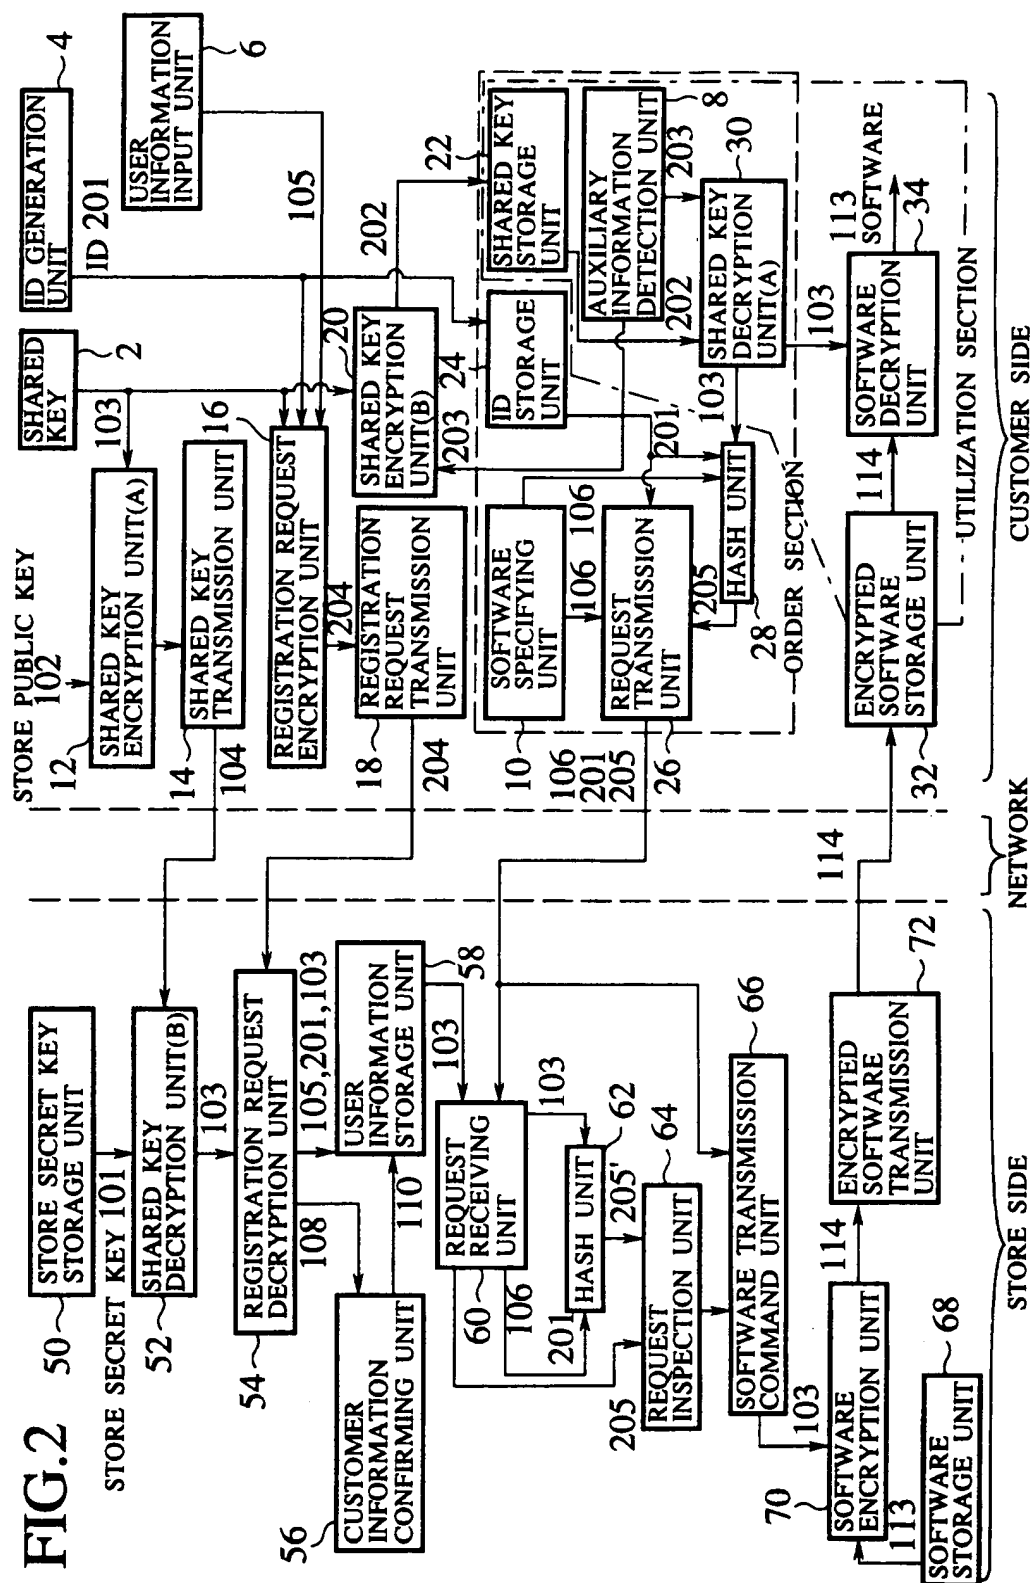 FIG.2
STORE SECRET KEY
STORAGE UNIT
50
STORE SECRET KEY 101
SHARED KEY
DECRYPTION UNIT(B)
52
103
REGISTRATION REQUEST
DECRYPTION UNIT
54
108
105,201,103
CUSTOMER
INFORMATION
CONFIRMING UNIT
56
110
USER
INFORMATION
STORAGE UNIT
58
103
REQUEST
RECEIVING
UNIT
60
106
103
201
HASH UNIT
62
205'
205
REQUEST
INSPECTION UNIT
64
SOFTWARE TRANSMISSION
COMMAND UNIT
66
103
SOFTWARE
ENCRYPTION UNIT
70
113
SOFTWARE
STORAGE UNIT
68
114
ENCRYPTED
SOFTWARE
TRANSMISSION
UNIT
72
STORE SIDE
114
NETWORK
STORE PUBLIC KEY
102
SHARED KEY
ENCRYPTION UNIT(A)
12
SHARED KEY
TRANSMISSION UNIT
14
104
SHARED
KEY
2
103
ID GENERATION
UNIT
4
ID 201
USER
INFORMATION
INPUT UNIT
6
105
REGISTRATION REQUEST
ENCRYPTION UNIT
16
204
REGISTRATION
REQUEST
TRANSMISSION
UNIT
18
204
SHARED KEY
ENCRYPTION
UNIT(B)
20
203
202
SHARED KEY
STORAGE
UNIT
22
ID STORAGE
UNIT
24
AUXILIARY
INFORMATION
DETECTION UNIT
8
203
202
SHARED KEY
DECRYPTION
UNIT(A)
30
103
103
SOFTWARE
SPECIFYING
UNIT
10
106
106
201
REQUEST
TRANSMISSION
UNIT
26
106
201
205
205
HASH UNIT
28
ORDER SECTION
ENCRYPTED
SOFTWARE
STORAGE UNIT
32
114
SOFTWARE
DECRYPTION
UNIT
34
113
SOFTWARE
UTILIZATION SECTION
CUSTOMER SIDE